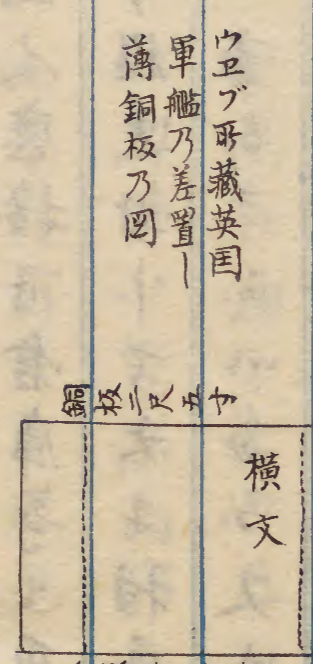 ウヱブ所藏英国
軍艦乃差置し
薄銅板乃図
銅板二尺五寸
横文